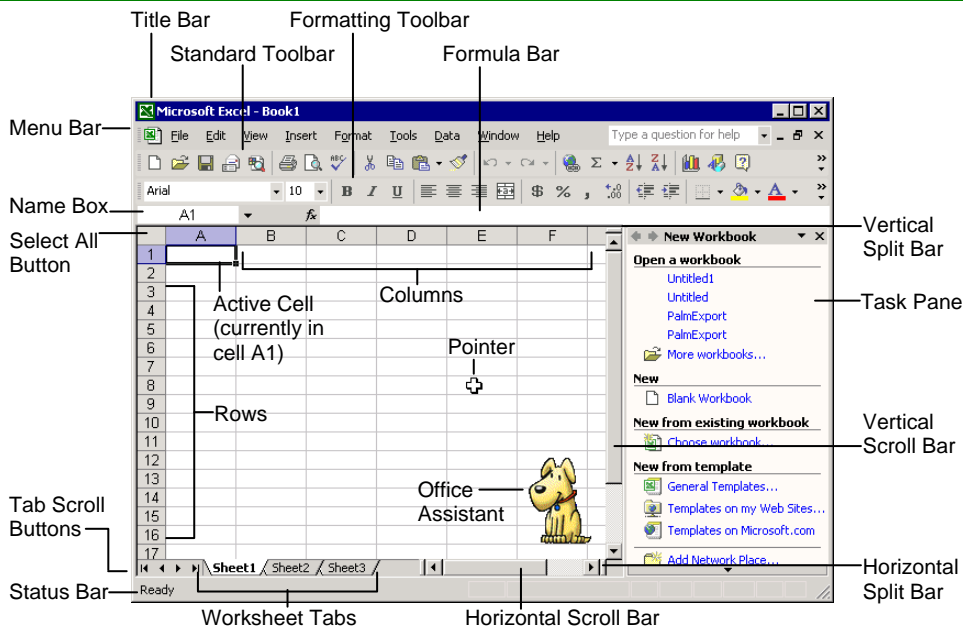 Title Bar
Formatting Toolbar
Standard Toolbar
Formula Bar
Microsoft Excel - Book1
Menu Bar
File Edit View Insert Format Tools Data Window Help
Type a question for help
Arial 10 B I U $ % ,
Name Box
A1 fx
Select All
Button
Vertical
Split Bar
A B C D E F
New Workbook
1
2
3
4
5
6
7
8
9
10
11
12
13
14
15
16
17
Active Cell
(currently in
cell A1)
Columns
Pointer
Rows
Office
Assistant
Open a workbook
Untitled1
Untitled
PalmExport
PalmExport
More workbooks...
New
Blank Workbook
New from existing workbook
Choose workbook...
New from template
General Templates...
Templates on my Web Sites...
Templates on Microsoft.com
Add Network Place...
Task Pane
Vertical
Scroll Bar
Tab Scroll
Buttons
Sheet1 Sheet2 Sheet3
Horizontal
Split Bar
Status Bar
Ready
Worksheet Tabs
Horizontal Scroll Bar